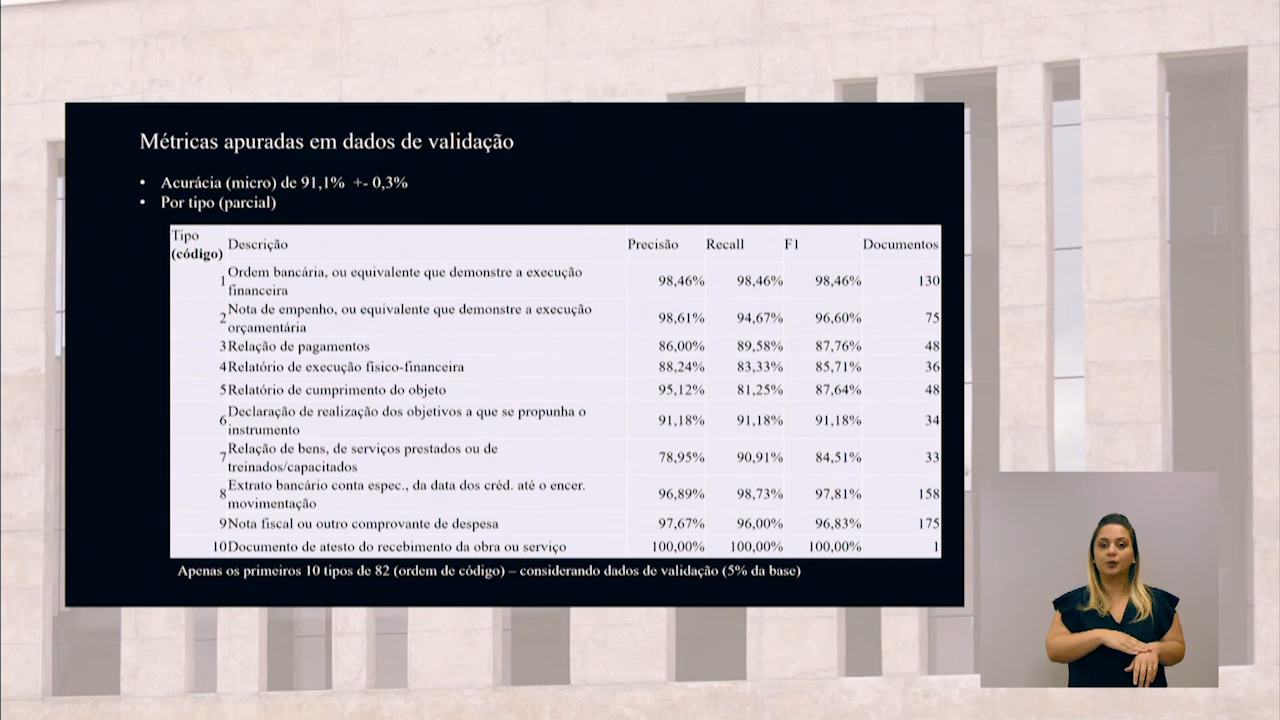 Métricas apuradas em dados de validação
• Acurácia (micro) de 91,1% +- 0,3%
• Por tipo (parcial)
Tipo (código) Descrição Precisão Recall F1 Documentos
1 Ordem bancária, ou equivalente que demonstre a execução financeira 98,46% 98,46% 98,46% 130
2 Nota de empenho, ou equivalente que demonstre a execução orçamentária 98,61% 94,67% 96,60% 75
3 Relação de pagamentos 86,00% 89,58% 87,76% 48
4 Relatório de execução físico-financeira 88,24% 83,33% 85,71% 36
5 Relatório de cumprimento do objeto 95,12% 81,25% 87,64% 48
6 Declaração de realização dos objetivos a que se propunha o instrumento 91,18% 91,18% 91,18% 34
7 Relação de bens, de serviços prestados ou de treinados/capacitados 78,95% 90,91% 84,51% 33
8 Extrato bancário conta espec., da data dos créd. até o encer. movimentação 96,89% 98,73% 97,81% 158
9 Nota fiscal ou outro comprovante de despesa 97,67% 96,00% 96,83% 175
10 Documento de atesto do recebimento da obra ou serviço 100,00% 100,00% 100,00% 1
Apenas os primeiros 10 tipos de 82 (ordem de código) – considerando dados de validação (5% da base)